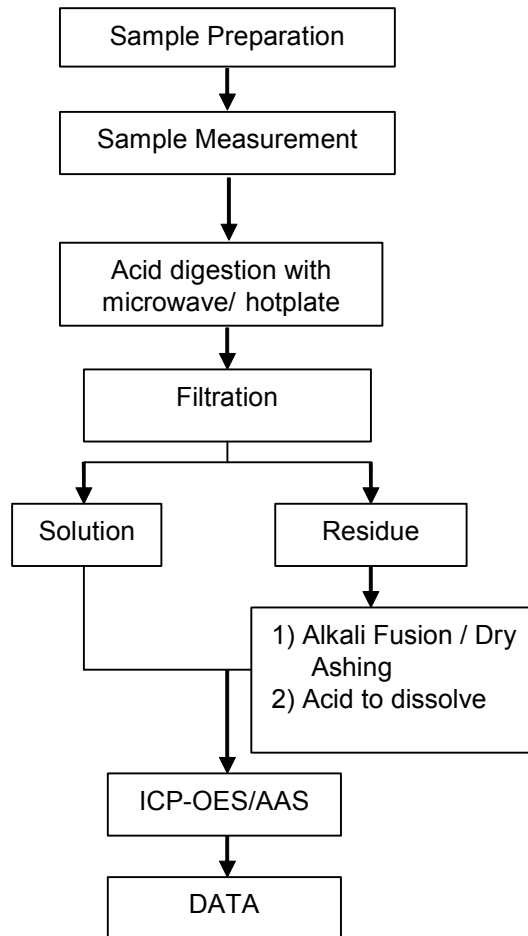 Sample Preparation
Sample Measurement
Acid digestion with
microwave/ hotplate
Filtration
Solution
Residue
1) Alkali Fusion / Dry
Ashing
2) Acid to dissolve
ICP-OES/AAS
DATA